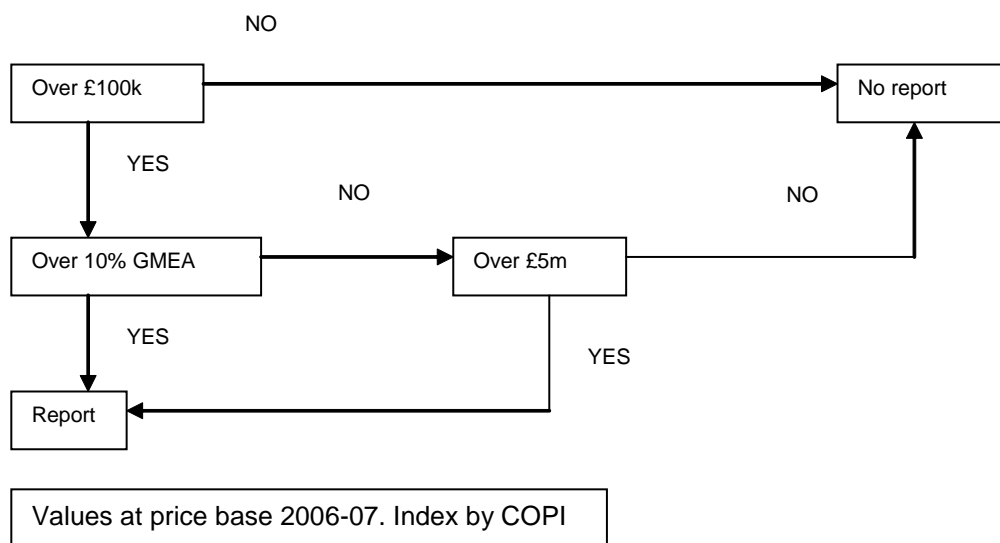 NO
Over £100k
No report
YES
NO
NO
Over 10% GMEA
Over £5m
YES
YES
Report
Values at price base 2006-07. Index by COPI